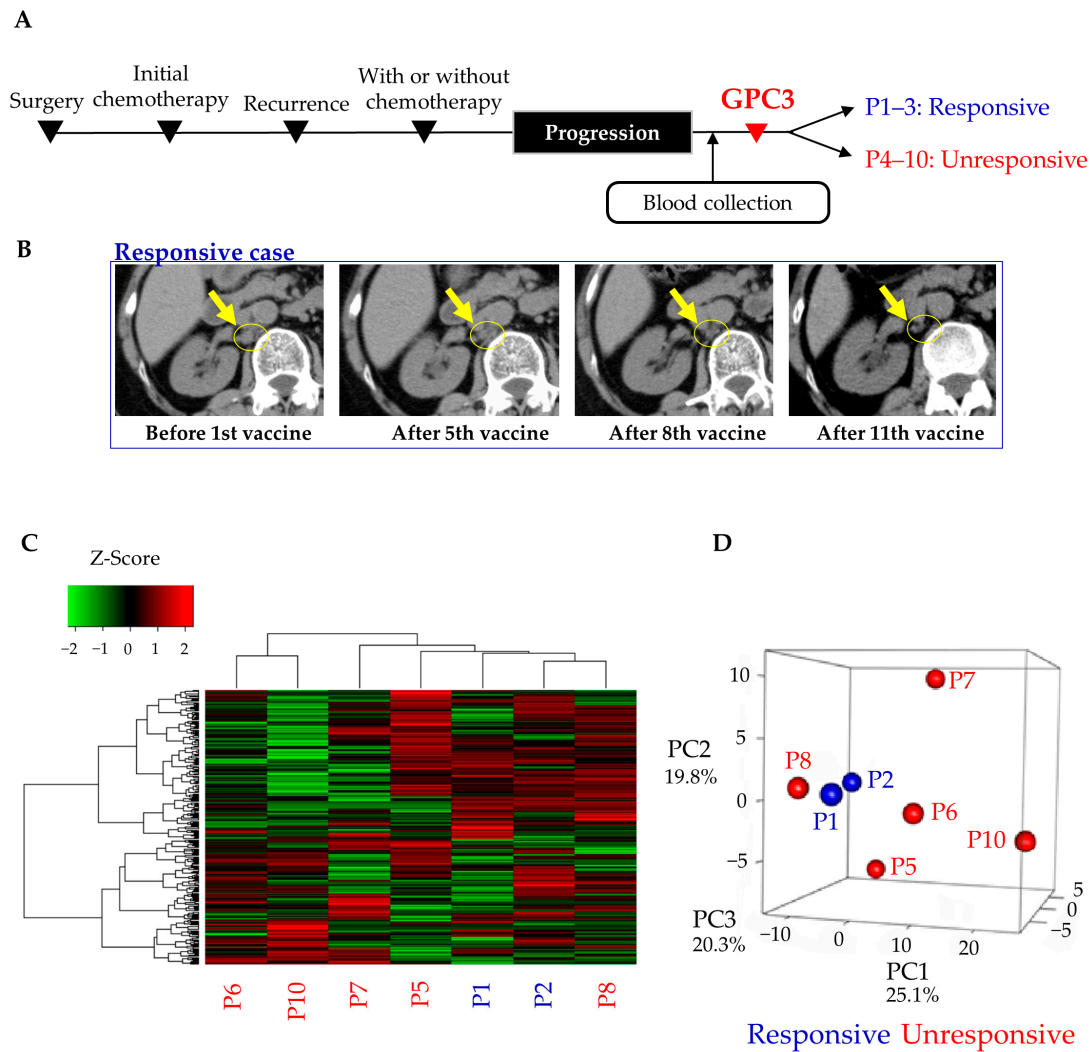 A
Surgery
Initial
chemotherapy
Recurrence
With or without
chemotherapy
Progression
GPC3
P1–3: Responsive
P4–10: Unresponsive
Blood collection
B
Responsive case
Before 1st vaccine
After 5th vaccine
After 8th vaccine
After 11th vaccine
C
Z-Score
−2 −1 0 1 2
P6 P10 P7 P5 P1 P2 P8
D
10
5
0
−5
PC2
19.8%
P7
P8
P2
P1
P6
P10
P5
PC3
20.3%
−10 0 10 20
5
0
−5
PC1
25.1%
Responsive Unresponsive